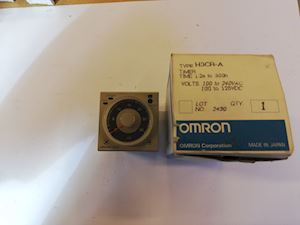 TYPE H3CR-A
TIMER
TIME 1.2s to 300h
VOLTS 100 to 240VAC
100 to 125VDC
LOT
NO. 2490
QTY
1
OMRON
OMRON Corporation
MADE IN JAPAN